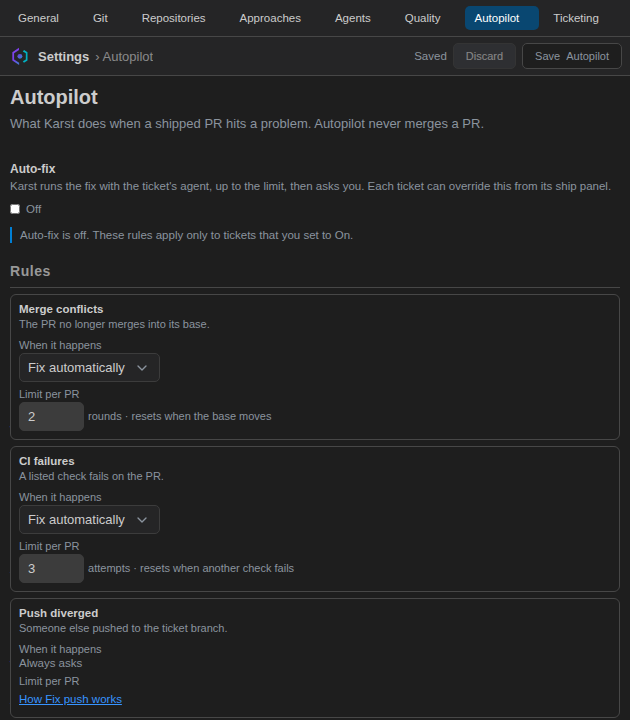 General Git Repositories Approaches Agents Quality Autopilot Ticketing
Settings › Autopilot Saved Discard Save Autopilot
Autopilot
What Karst does when a shipped PR hits a problem. Autopilot never merges a PR.
Auto-fix
Karst runs the fix with the ticket's agent, up to the limit, then asks you. Each ticket can override this from its ship panel.
Off
Auto-fix is off. These rules apply only to tickets that you set to On.
Rules
Merge conflicts
The PR no longer merges into its base.
When it happens
Fix automatically
Limit per PR
2 rounds · resets when the base moves
CI failures
A listed check fails on the PR.
When it happens
Fix automatically
Limit per PR
3 attempts · resets when another check fails
Push diverged
Someone else pushed to the ticket branch.
When it happens
Always asks
Limit per PR
How Fix push works